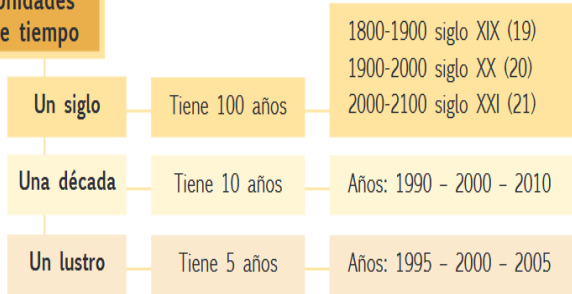 e tiempo
1800-1900 siglo XIX (19)
1900-2000 siglo XX (20)
2000-2100 siglo XXI (21)
Un siglo
Tiene 100 años
Una década
Tiene 10 años
Años: 1990 – 2000 – 2010
Un lustro
Tiene 5 años
Años: 1995 – 2000 – 2005